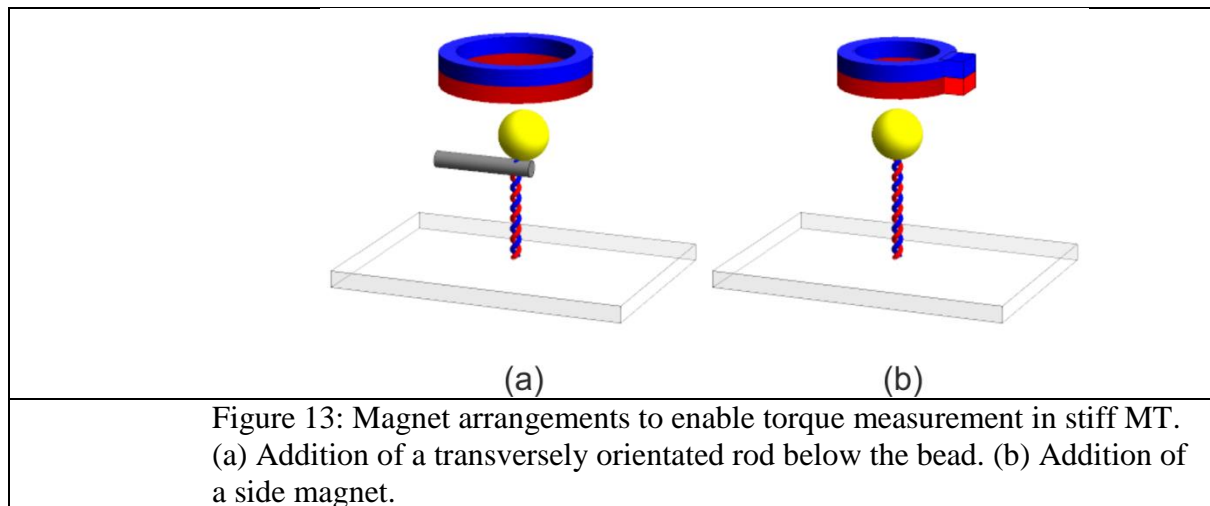 (a)
(b)
Figure 13: Magnet arrangements to enable torque measurement in stiff MT.
(a) Addition of a transversely orientated rod below the bead. (b) Addition of
a side magnet.